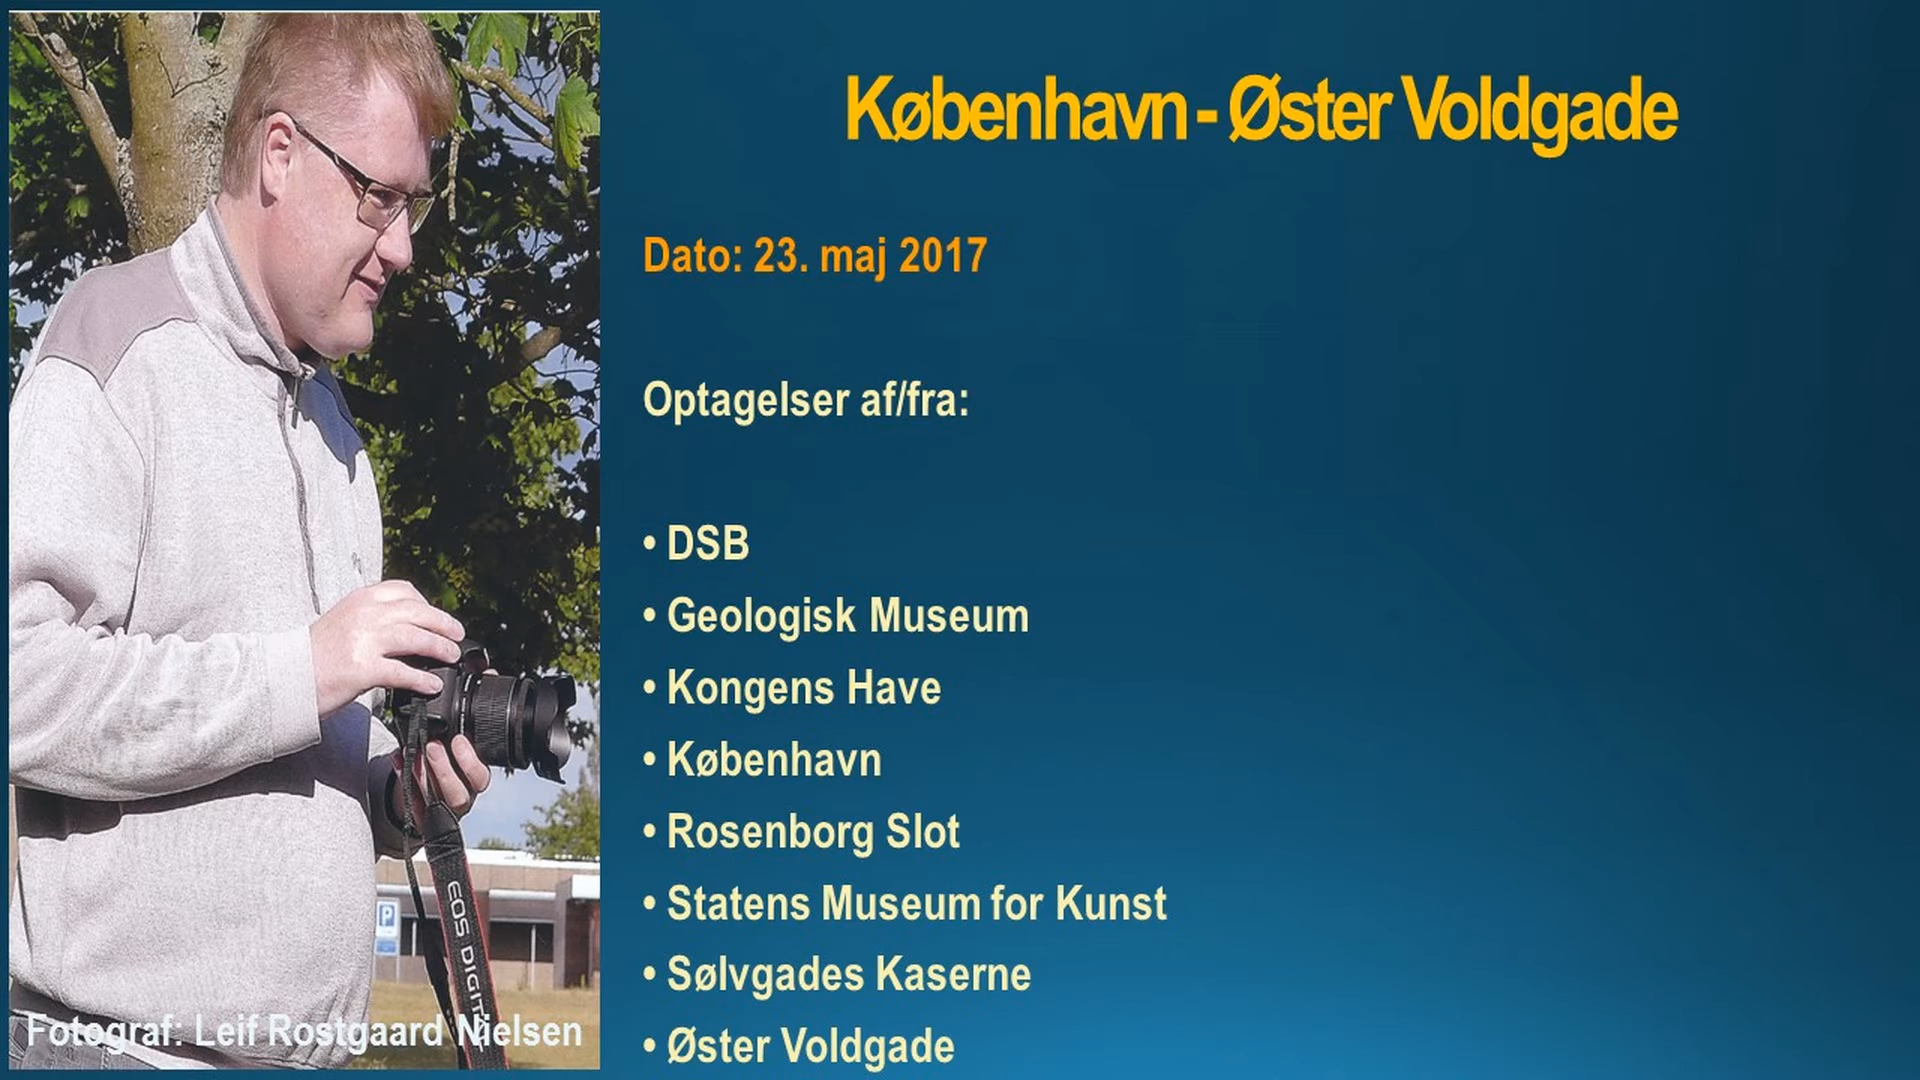 København - Øster Voldgade
Dato: 23. maj 2017
Optagelser af/fra:
• DSB
• Geologisk Museum
• Kongens Have
• København
• Rosenborg Slot
• Statens Museum for Kunst
• Sølvgades Kaserne
• Øster Voldgade
P
EOS DIGIT
Fotograf: Leif Rostgaard Nielsen